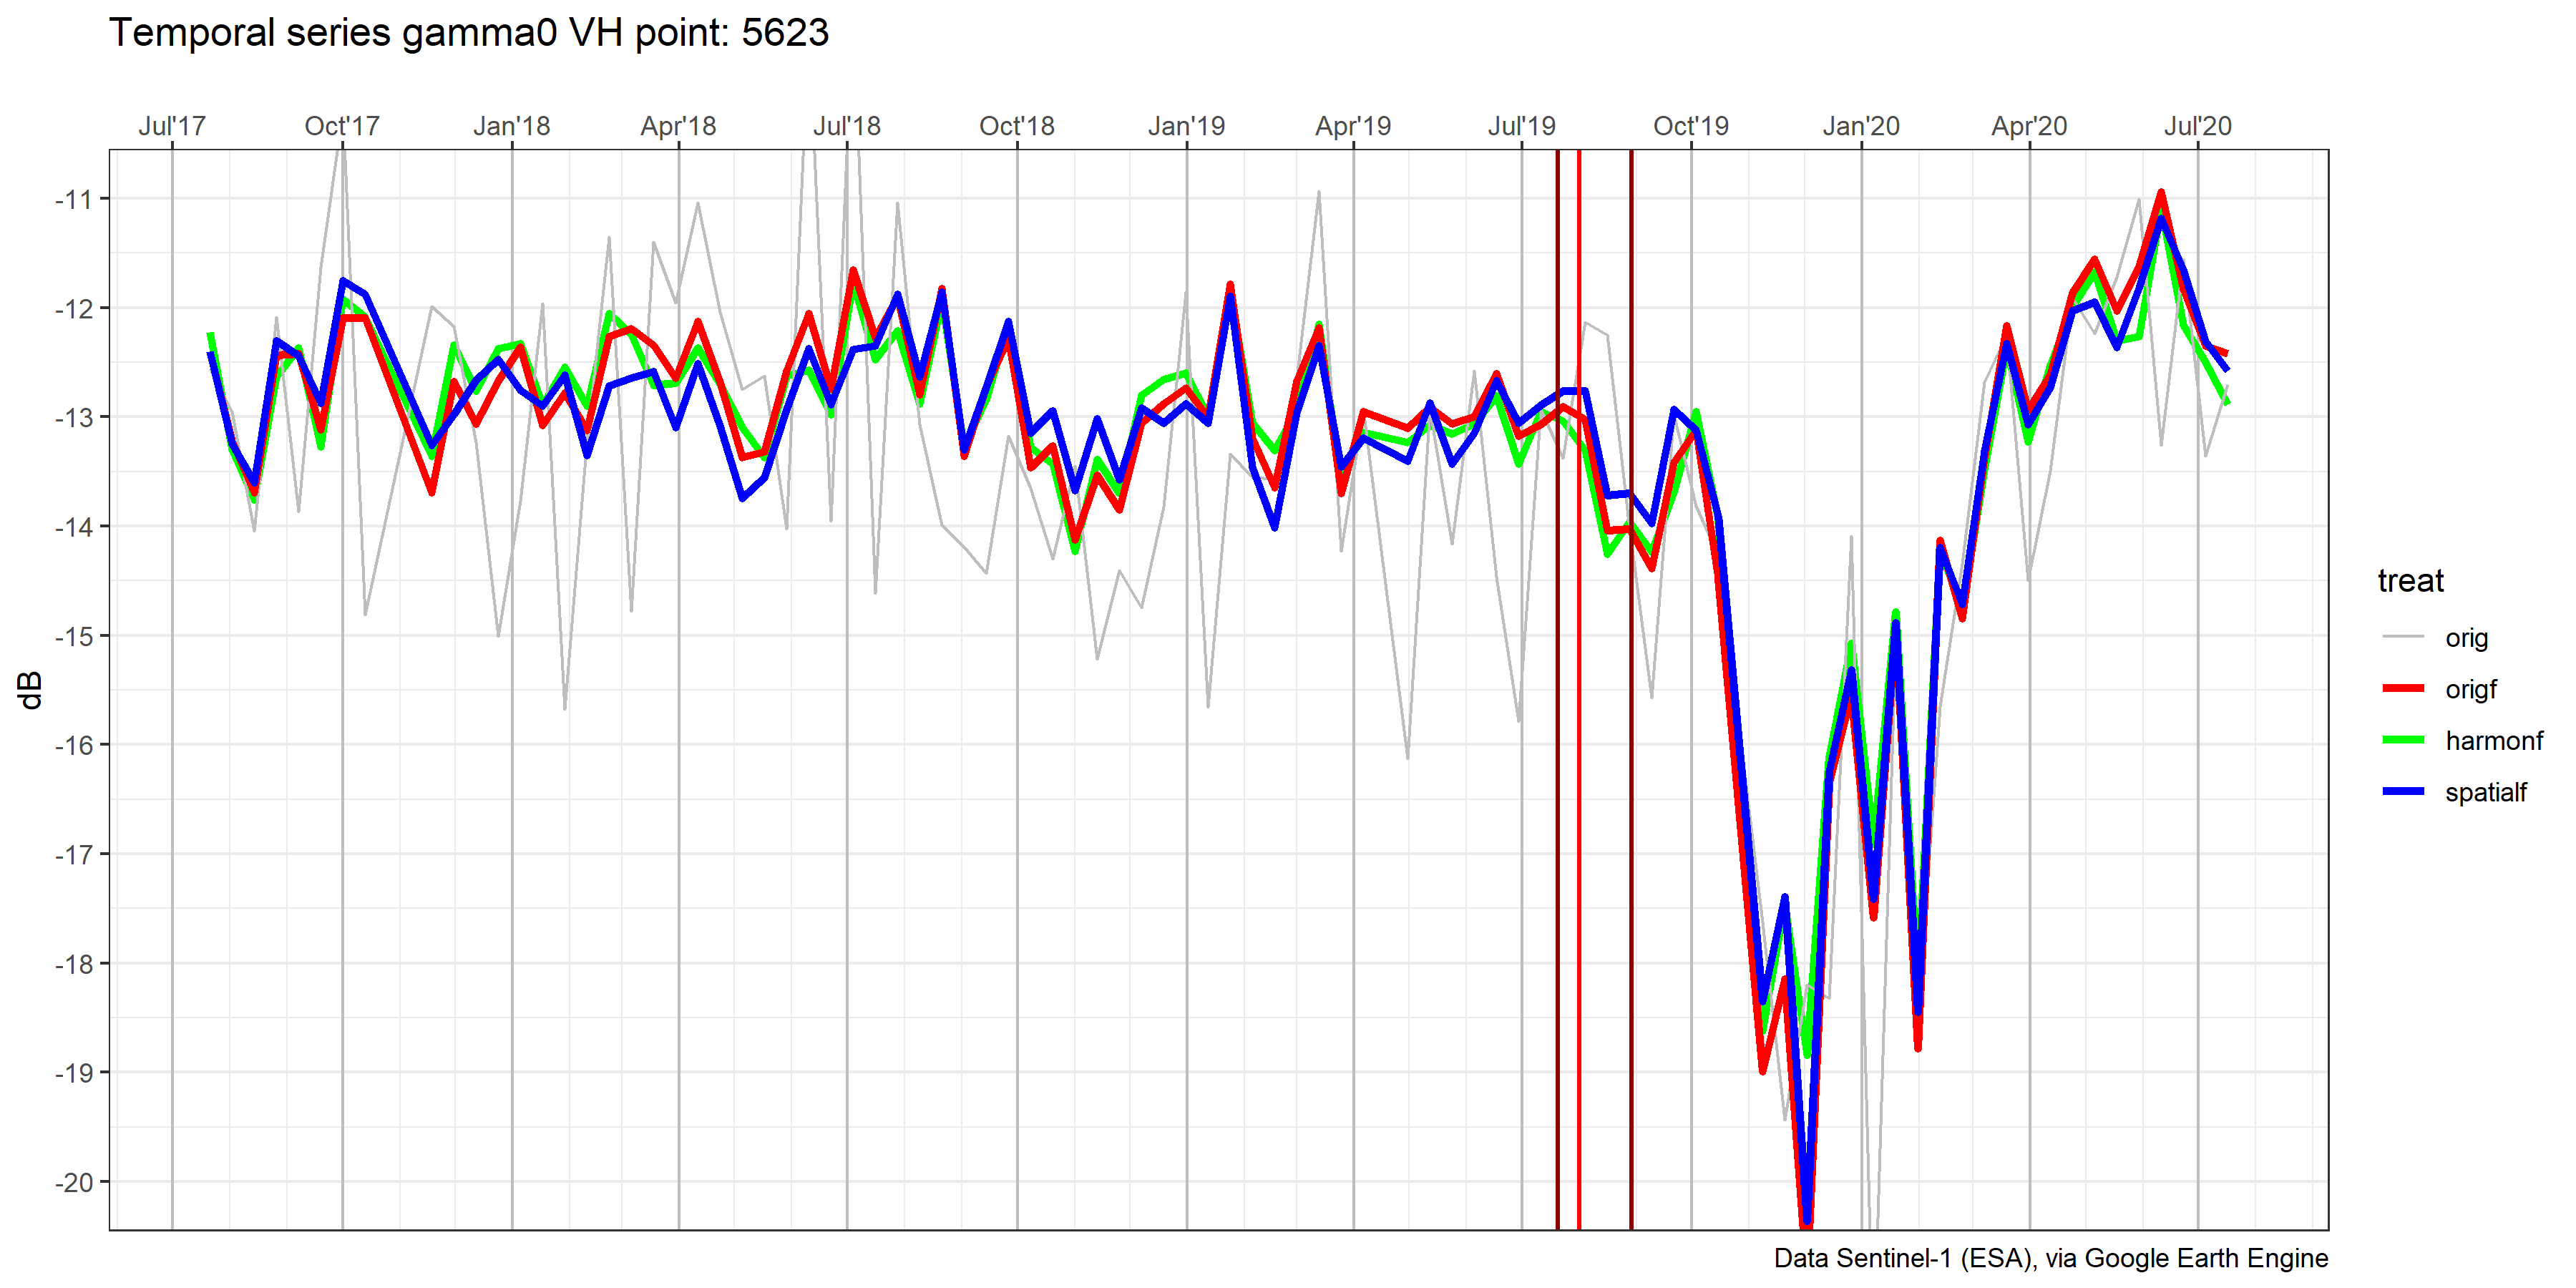 Temporal series gamma0 VH point: 5623
Jul'17 Oct'17 Jan'18 Apr'18 Jul'18 Oct'18 Jan'19 Apr'19 Jul'19 Oct'19 Jan'20 Apr'20 Jul'20
-11
-12
-13
-14
-15
-16
-17
-18
-19
-20
dB
treat
orig
origf
harmonf
spatialf
Data Sentinel-1 (ESA), via Google Earth Engine